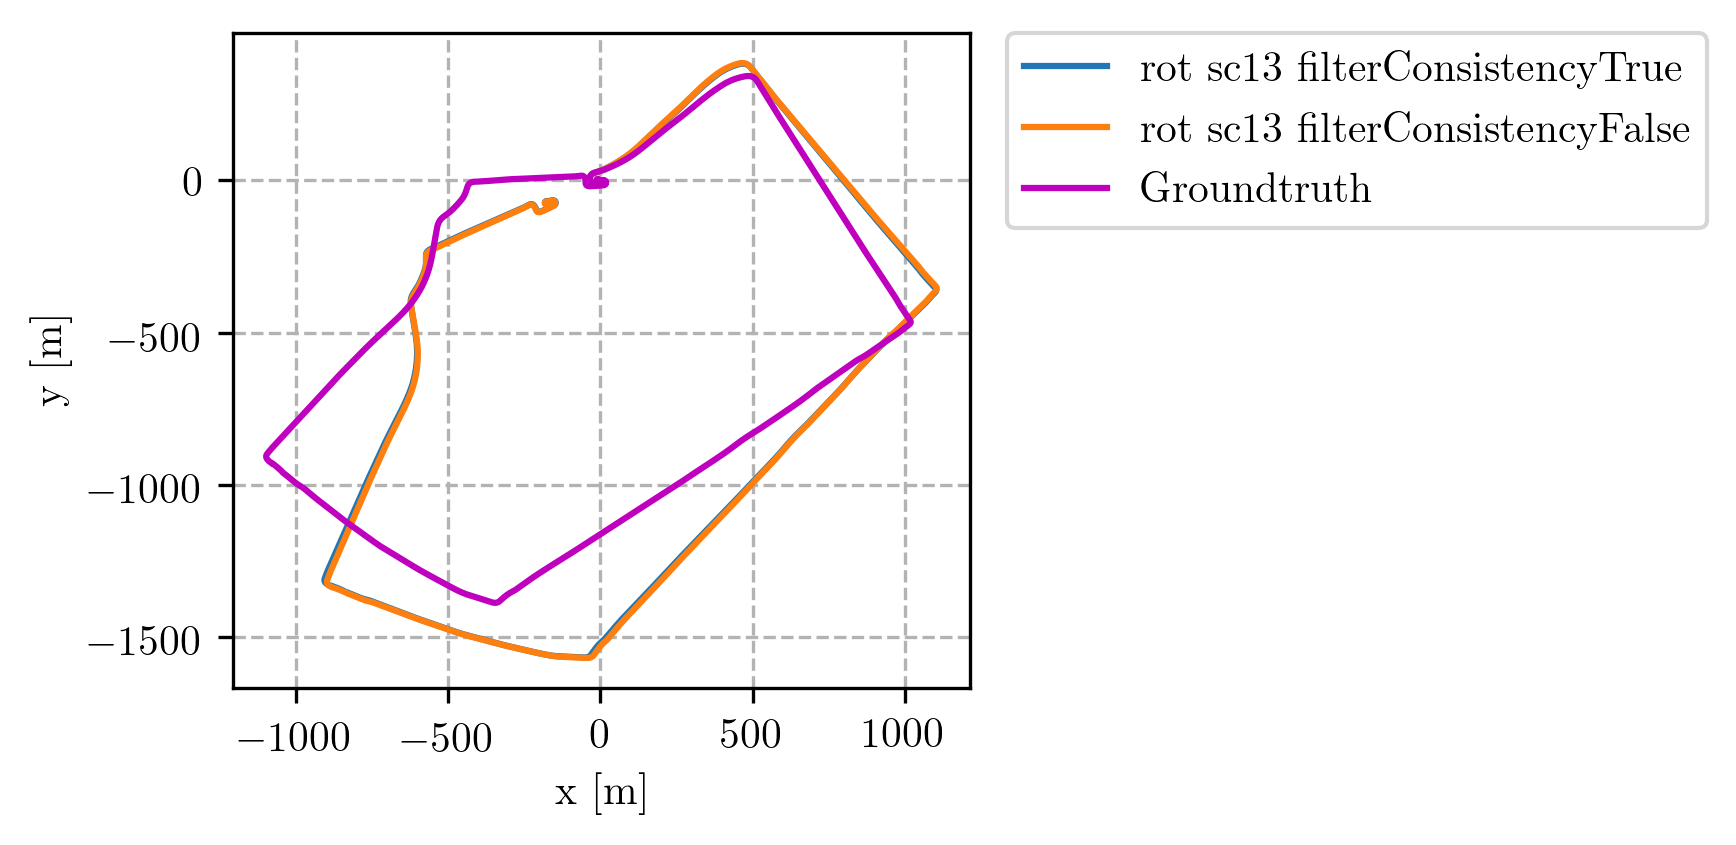 rot sc13 filterConsistencyTrue
rot sc13 filterConsistencyFalse
Groundtruth
y [m]
0
−500
−1000
−1500
−1000 −500 0 500 1000
x [m]